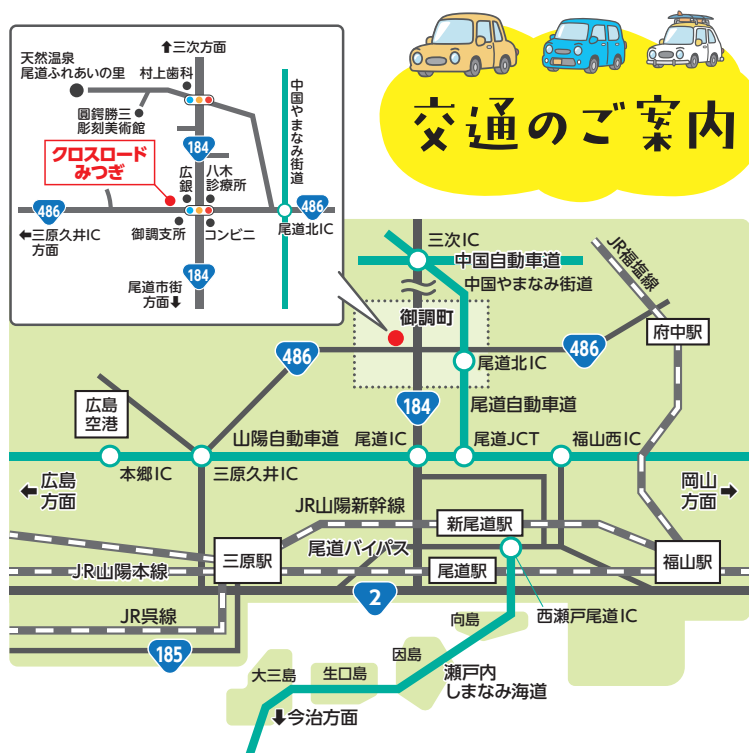 交通のご案内
↑三次方面
天然温泉
尾道ふれあいの里
村上歯科
圓鍔勝三
彫刻美術館
中国やまなみ街道
184
クロスロード
みつぎ
広銀
八木
診療所
486
486
←三原久井IC
方面
御調支所
コンビニ
尾道北IC
184
尾道市街
方面↓
三次IC
中国自動車道
中国やまなみ街道
JR福塩線
御調町
府中駅
486
486
尾道北IC
広島
空港
184
尾道自動車道
山陽自動車道
尾道IC
尾道JCT
福山西IC
本郷IC
三原久井IC
←広島
方面
岡山→
方面
JR山陽新幹線
新尾道駅
尾道バイパス
三原駅
福山駅
JR山陽本線
尾道駅
2
JR呉線
西瀬戸尾道IC
向島
185
因島
大三島
生口島
瀬戸内
しまなみ海道
↓今治方面